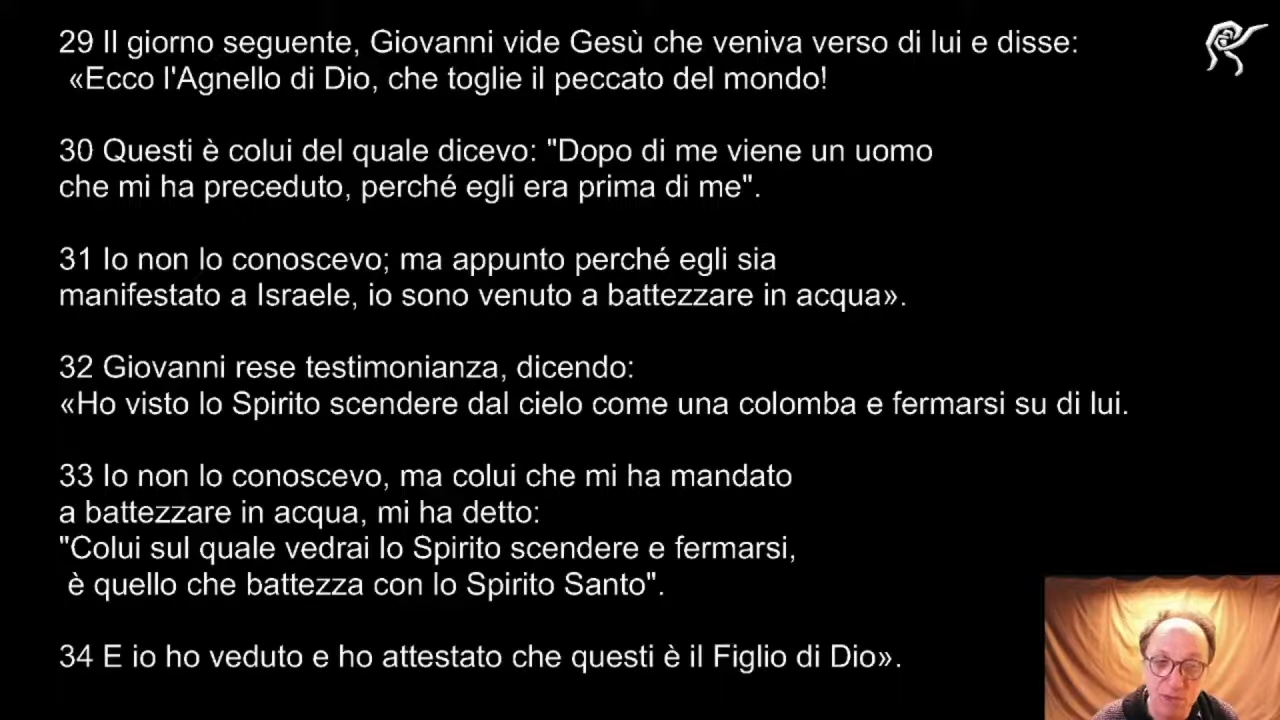 29 Il giorno seguente, Giovanni vide Gesù che veniva verso di lui e disse:
«Ecco l'Agnello di Dio, che toglie il peccato del mondo!
30 Questi è colui del quale dicevo: "Dopo di me viene un uomo
che mi ha preceduto, perché egli era prima di me".
31 Io non lo conoscevo; ma appunto perché egli sia
manifestato a Israele, io sono venuto a battezzare in acqua».
32 Giovanni rese testimonianza, dicendo:
«Ho visto lo Spirito scendere dal cielo come una colomba e fermarsi su di lui.
33 Io non lo conoscevo, ma colui che mi ha mandato
a battezzare in acqua, mi ha detto:
"Colui sul quale vedrai lo Spirito scendere e fermarsi,
è quello che battezza con lo Spirito Santo".
34 E io ho veduto e ho attestato che questi è il Figlio di Dio».